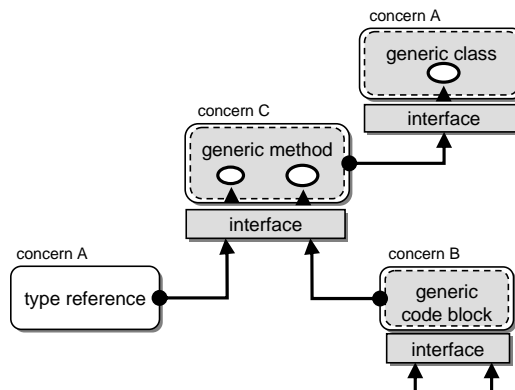 concern A
generic class
interface
concern C
generic method
interface
concern A
type reference
concern B
generic
code block
interface